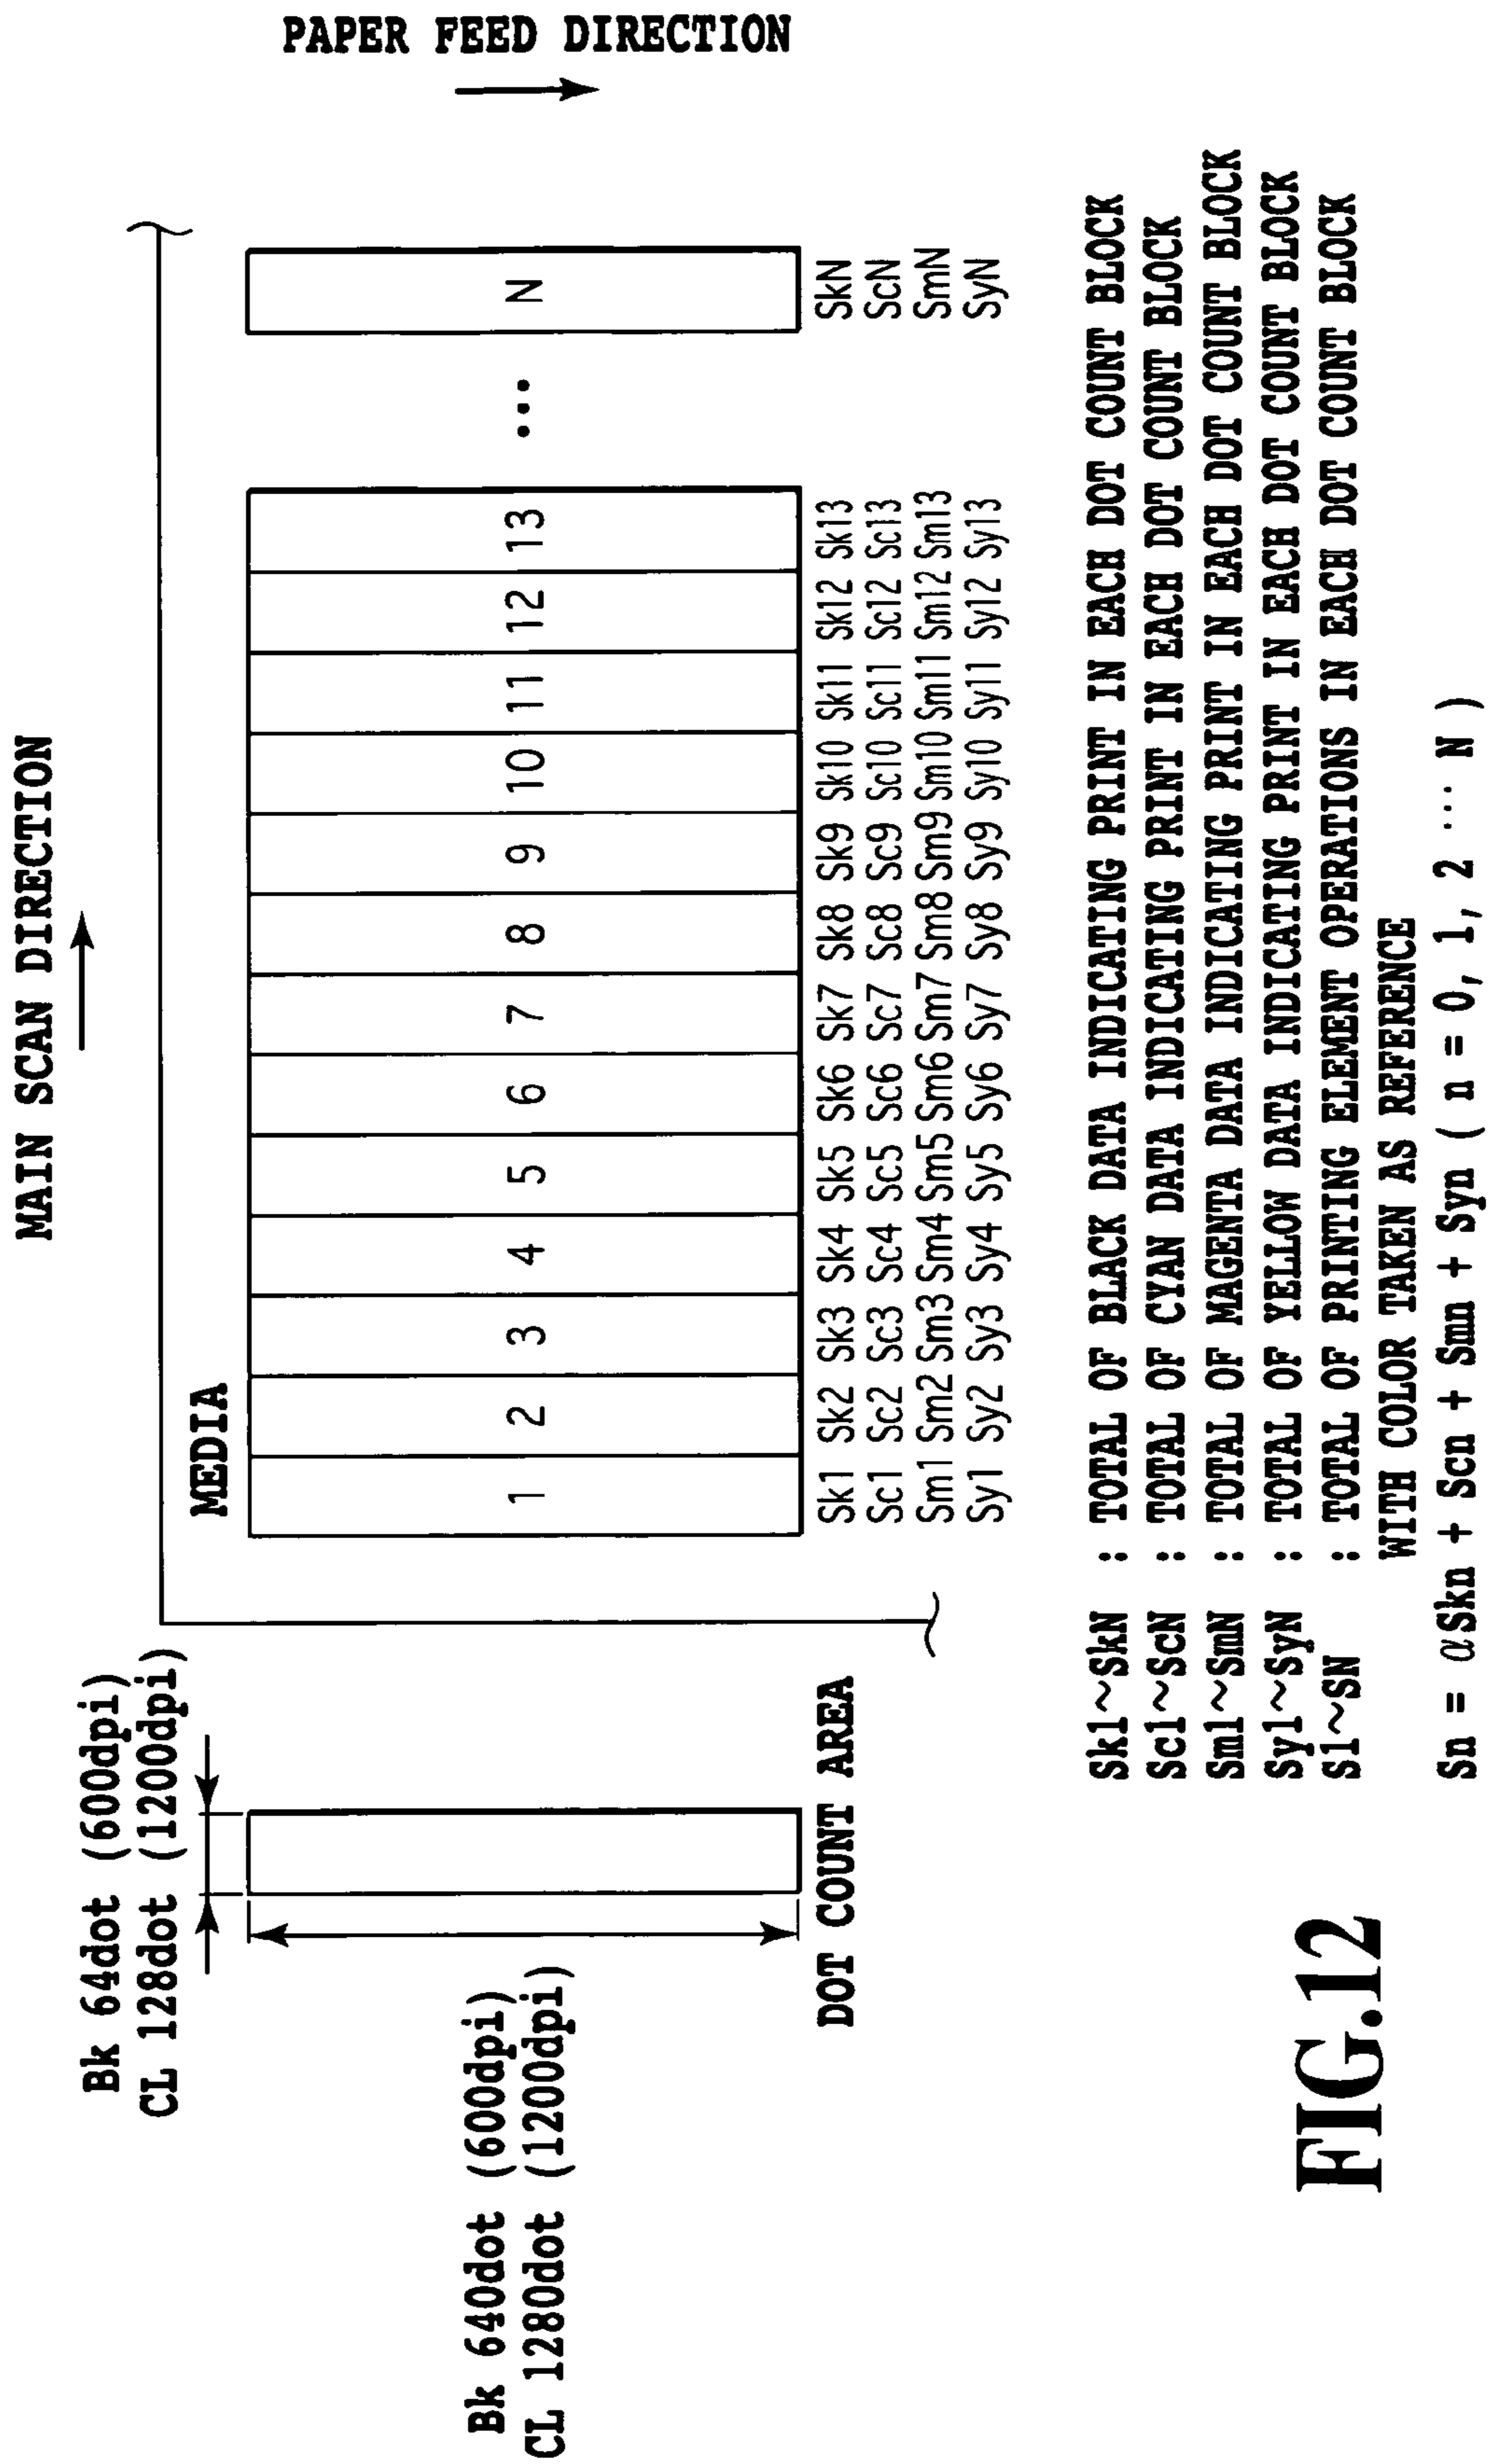 MAIN SCAN DIRECTION
PAPER FEED DIRECTION
Bk 64dot (600dpi)
CL 128dot (1200dpi)
MEDIA
Bk 640dot (600dpi)
CL 1280dot (1200dpi)
1 2 3 4 5 6 7 8 9 10 11 12 13 ... N
DOT COUNT AREA
Sk1 Sk2 Sk3 Sk4 Sk5 Sk6 Sk7 Sk8 Sk9 Sk10 Sk11 Sk12 Sk13 SkN
Sc1 Sc2 Sc3 Sc4 Sc5 Sc6 Sc7 Sc8 Sc9 Sc10 Sc11 Sc12 Sc13 ScN
Sm1 Sm2 Sm3 Sm4 Sm5 Sm6 Sm7 Sm8 Sm9 Sm10 Sm11 Sm12 Sm13 SmN
Sy1 Sy2 Sy3 Sy4 Sy5 Sy6 Sy7 Sy8 Sy9 Sy10 Sy11 Sy12 Sy13 SyN
Sk1~SkN : TOTAL OF BLACK DATA INDICATING PRINT IN EACH DOT COUNT BLOCK
Sc1~ScN : TOTAL OF CYAN DATA INDICATING PRINT IN EACH DOT COUNT BLOCK
Sm1~SmN : TOTAL OF MAGENTA DATA INDICATING PRINT IN EACH DOT COUNT BLOCK
Sy1~SyN : TOTAL OF YELLOW DATA INDICATING PRINT IN EACH DOT COUNT BLOCK
S1~SN : TOTAL OF PRINTING ELEMENT OPERATIONS IN EACH DOT COUNT BLOCK
WITH COLOR TAKEN AS REFERENCE
Sn = αSkn + Scn + Smn + Syn ( n = 0, 1, 2 ··· N )
FIG.12